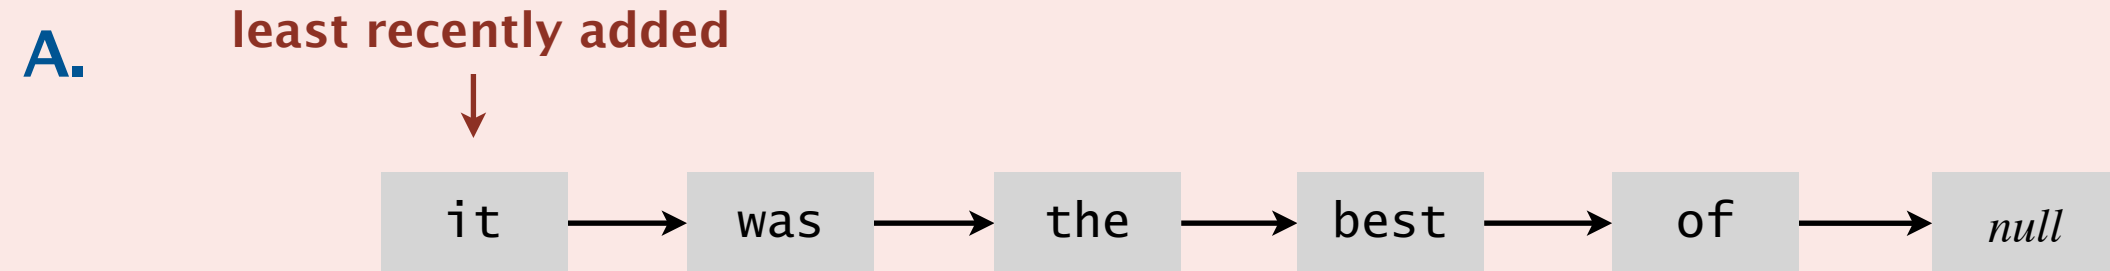 least recently added
A.
it was the best of null